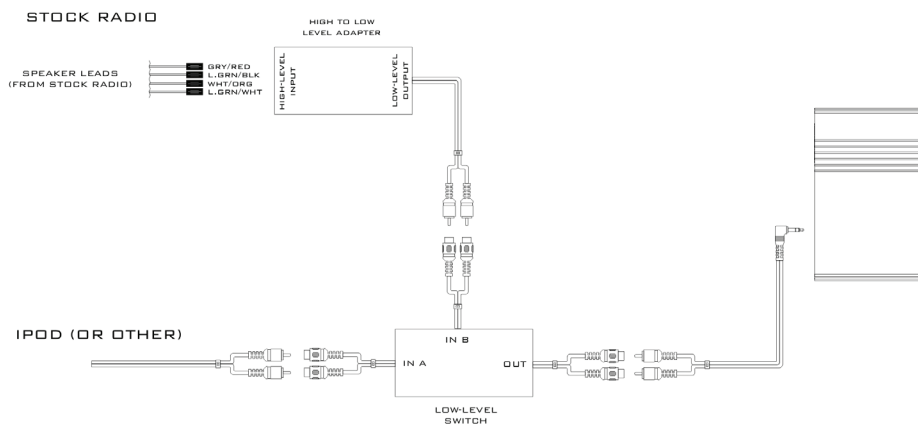 STOCK RADIO
HIGH TO LOW
LEVEL ADAPTER
SPEAKER LEADS
(FROM STOCK RADIO)
GRY/RED
L.GRN/BLK
WHT/ORG
L.GRN/WHT
HIGH-LEVEL
INPUT
LOW-LEVEL
OUTPUT
IPOD (OR OTHER)
IN B
IN A
OUT
LOW-LEVEL
SWITCH